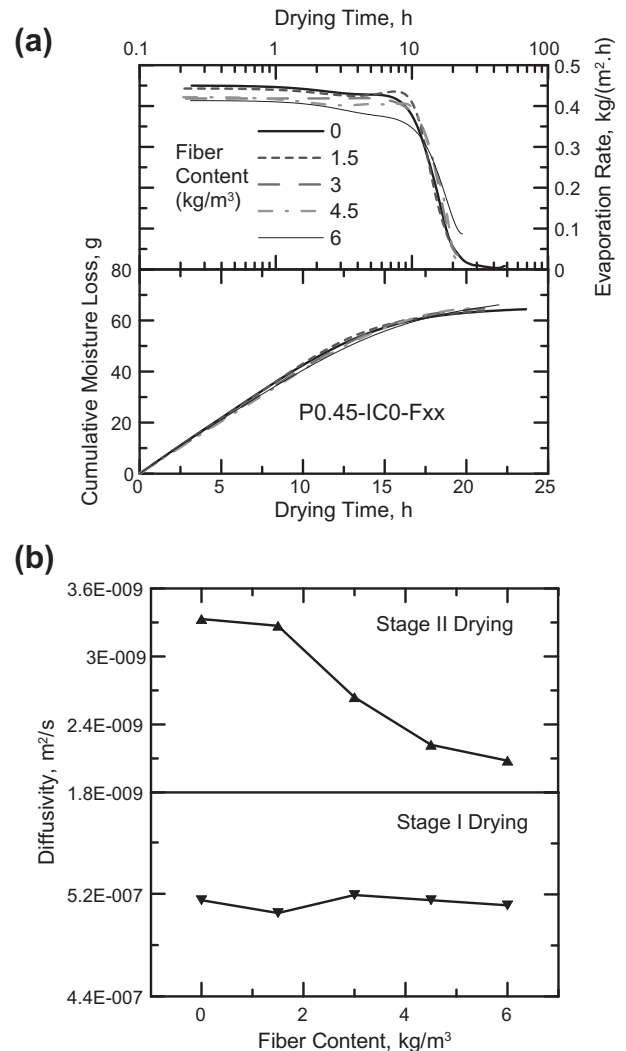 (a)
Drying Time, h
0.1 1 10 100
0.5
0.4
0.3
0.2
0.1
0
Evaporation Rate, kg/(m².h)
Fiber
Content
(kg/m³)
0
1.5
3
4.5
6
80
60
40
20
0
Cumulative Moisture Loss, g
P0.45-IC0-Fxx
0 5 10 15 20 25
Drying Time, h
(b)
3.6E-009
3E-009
2.4E-009
1.8E-009
5.2E-007
4.4E-007
Diffusivity, m²/s
Stage II Drying
Stage I Drying
0 2 4 6
Fiber Content, kg/m³